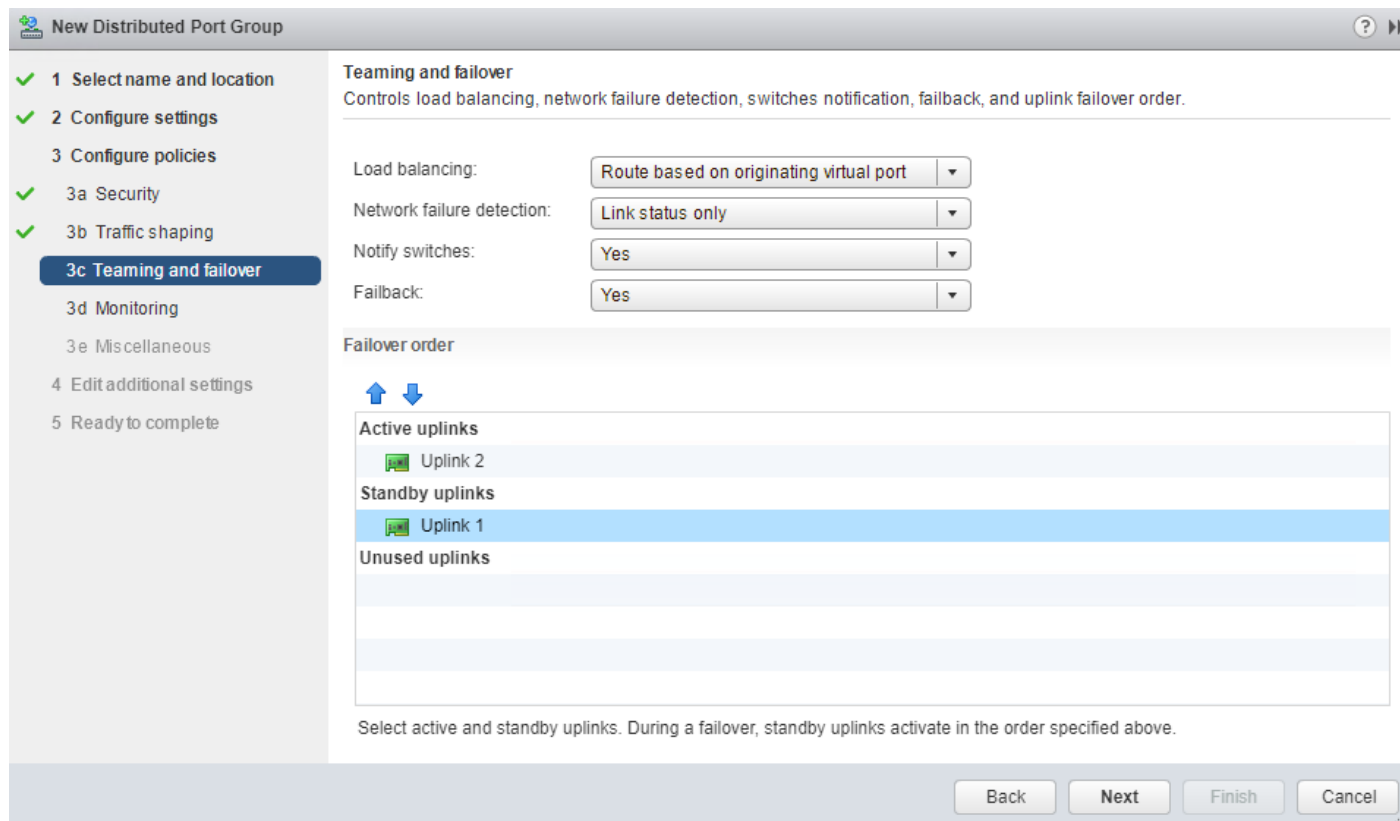 New Distributed Port Group
1 Select name and location
2 Configure settings
3 Configure policies
3a Security
3b Traffic shaping
3c Teaming and failover
3d Monitoring
3e Miscellaneous
4 Edit additional settings
5 Ready to complete
Teaming and failover
Controls load balancing, network failure detection, switches notification, failback, and uplink failover order.
Load balancing: Route based on originating virtual port
Network failure detection: Link status only
Notify switches: Yes
Failback: Yes
Failover order
Active uplinks
Uplink 2
Standby uplinks
Uplink 1
Unused uplinks
Select active and standby uplinks. During a failover, standby uplinks activate in the order specified above.
Back Next Finish Cancel